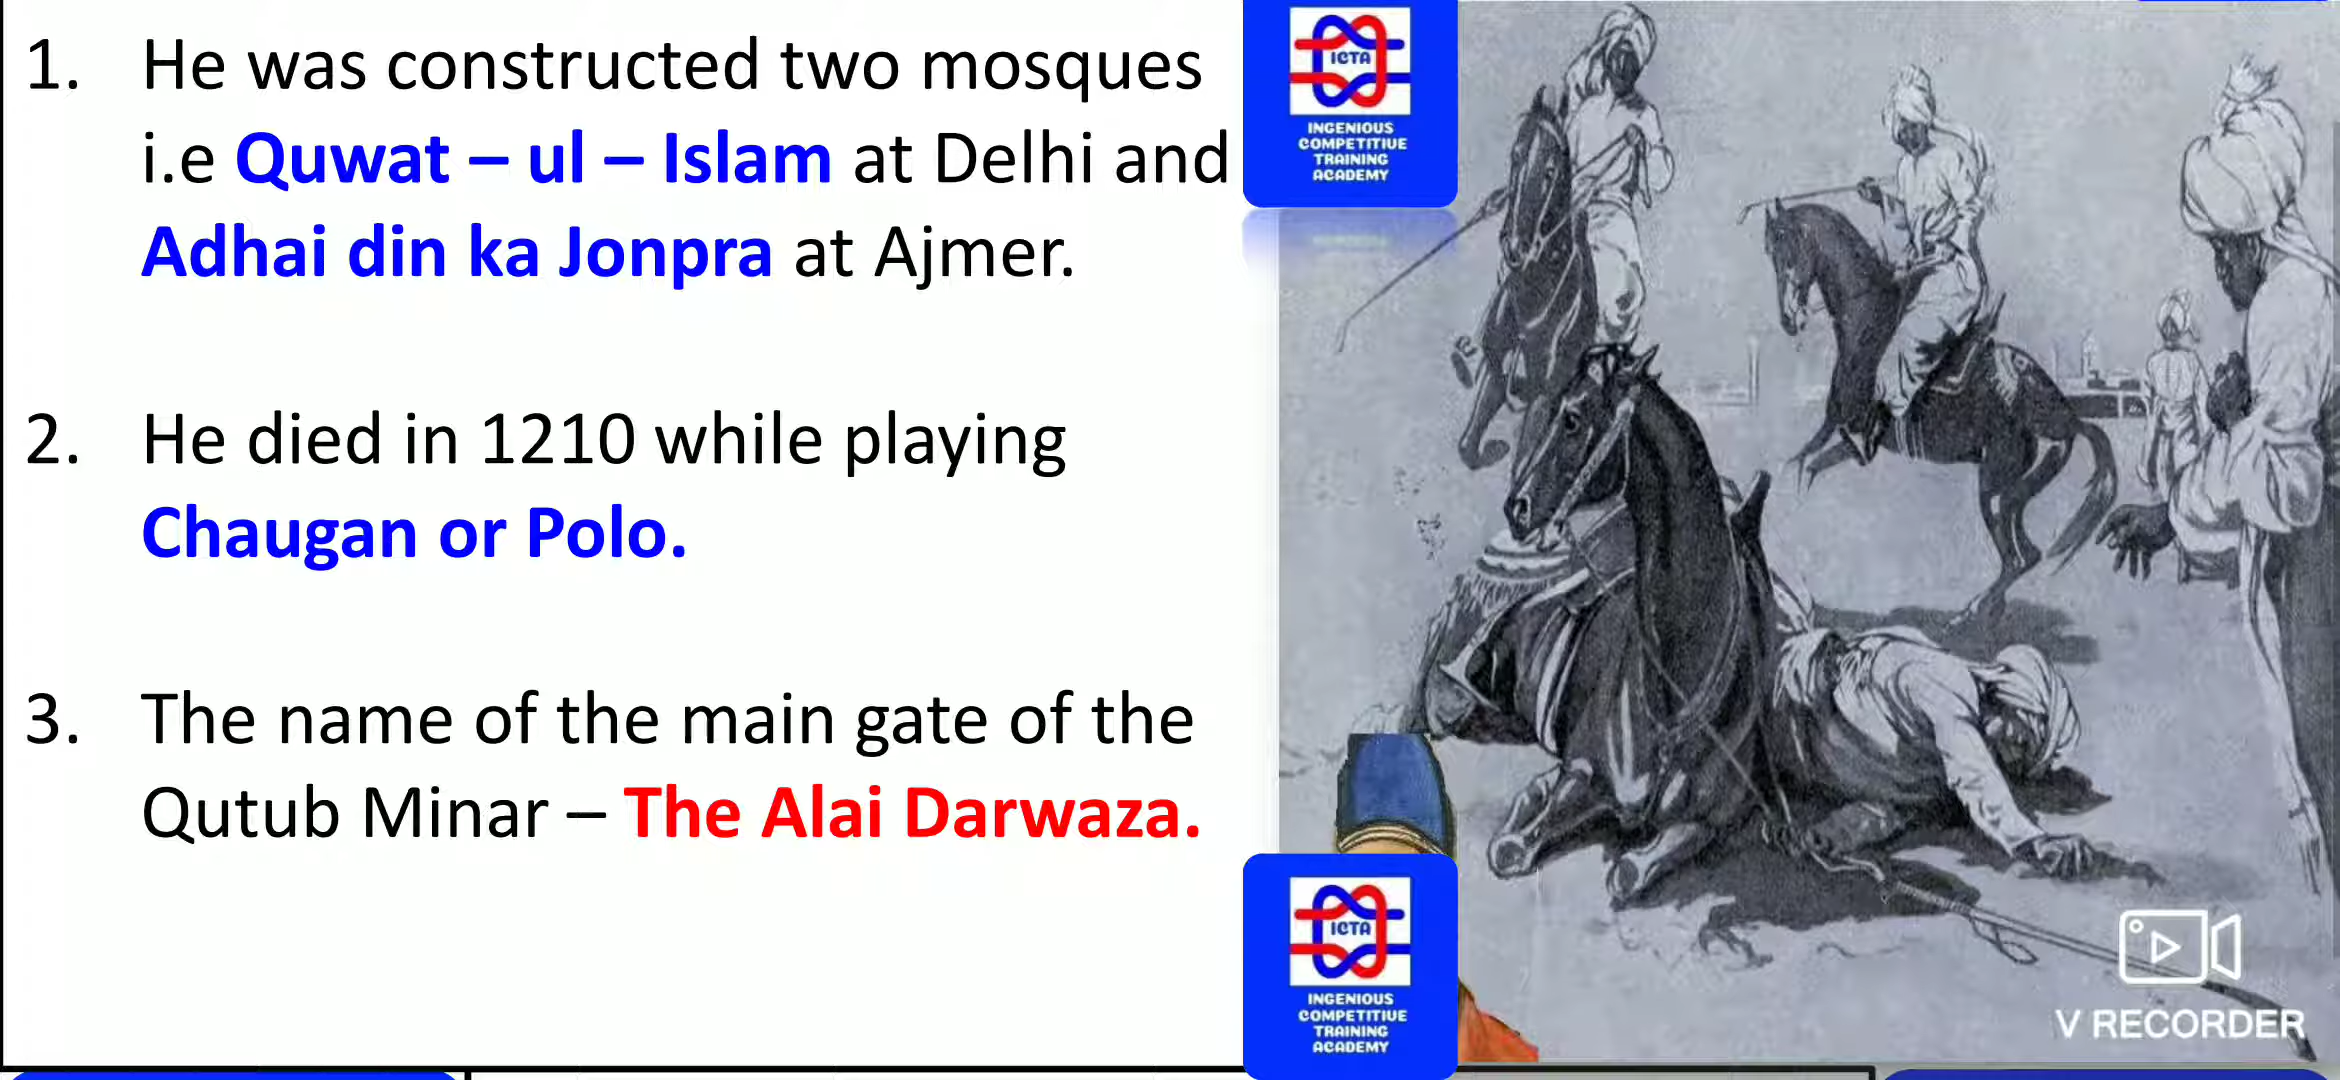 1. He was constructed two mosques
i.e Quwat – ul – Islam at Delhi and
Adhai din ka Jonpra at Ajmer.
2. He died in 1210 while playing
Chaugan or Polo.
3. The name of the main gate of the
Qutub Minar – The Alai Darwaza.
ICTA
INGENIOUS
COMPETITIUE
TRAINING
ACADEMY
ICTA
INGENIOUS
COMPETITIUE
TRAINING
ACADEMY
V RECORDER